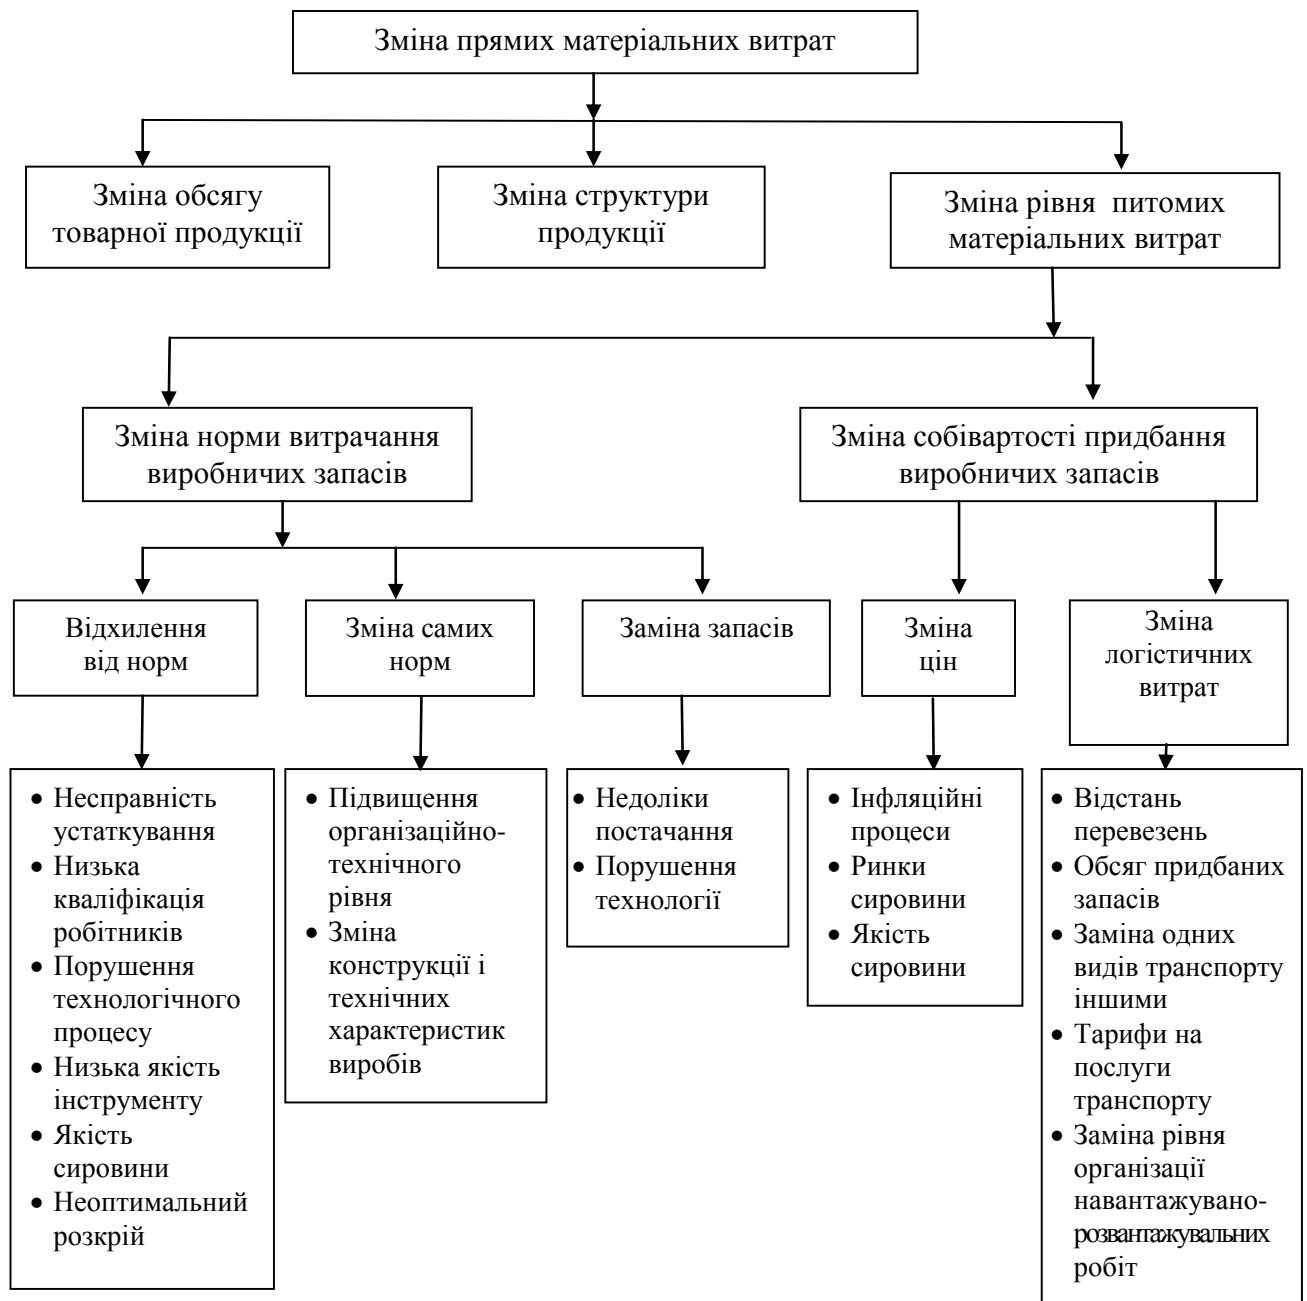 Зміна прямих матеріальних витрат
Зміна обсягу
товарної продукції
Зміна структури
продукції
Зміна рівня питомих
матеріальних витрат
Зміна норми витрачання
виробничих запасів
Зміна собівартості придбання
виробничих запасів
Відхилення
від норм
Зміна самих
норм
Заміна запасів
Зміна
цін
Зміна
логістичних
витрат
• Несправність
устаткування
• Низька
кваліфікація
робітників
• Порушення
технологічного
процесу
• Низька якість
інструменту
• Якість
сировини
• Неоптимальний
розкрій
• Підвищення
організаційно-
технічного
рівня
• Зміна
конструкції і
технічних
характеристик
виробів
• Недоліки
постачання
• Порушення
технології
• Інфляційні
процеси
• Ринки
сировини
• Якість
сировини
• Відстань
перевезень
• Обсяг придбаних
запасів
• Заміна одних
видів транспорту
іншими
• Тарифи на
послуги
транспорту
• Заміна рівня
організації
навантажувано-
розвантажувальних
робіт